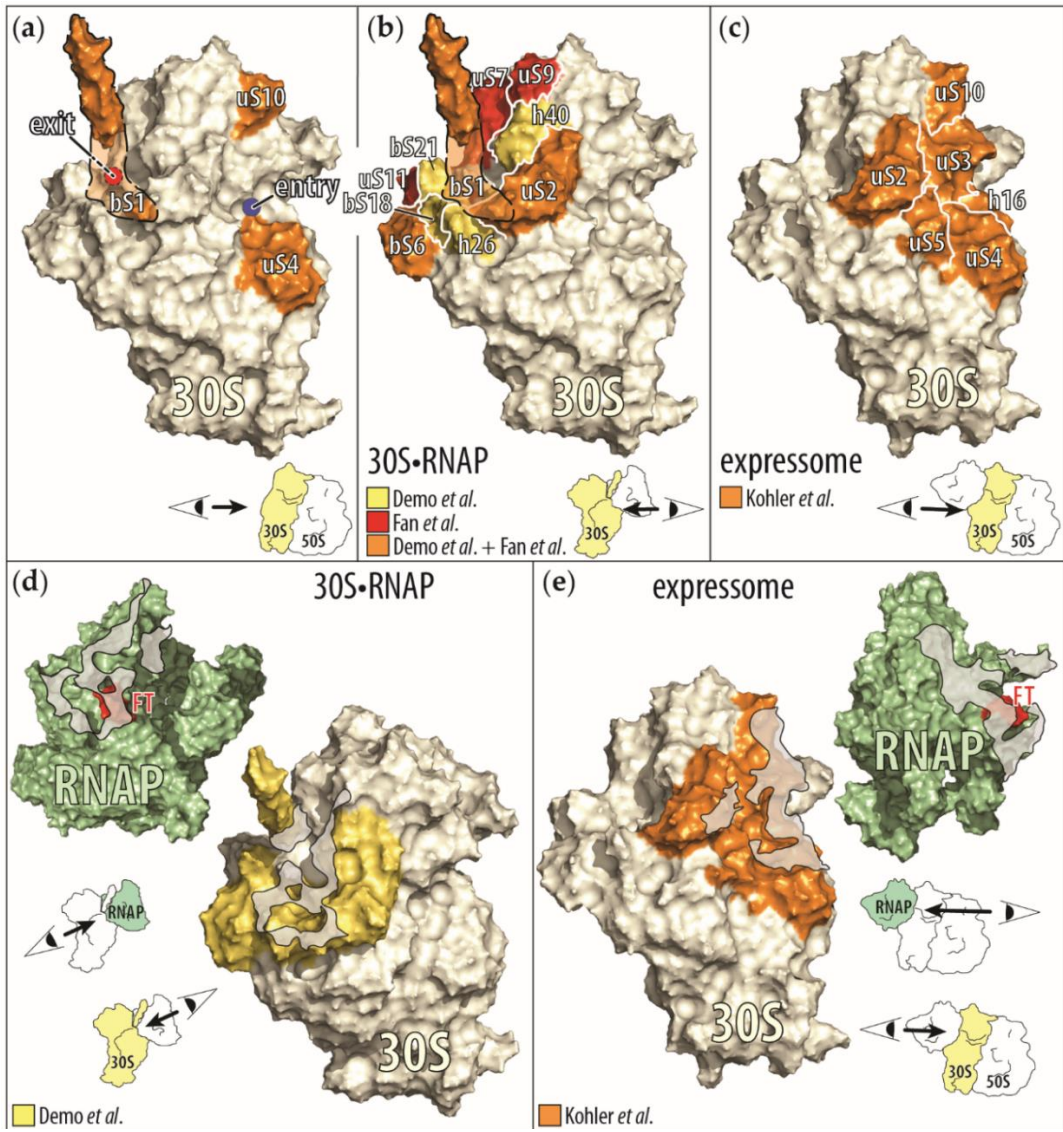 (a)
uS10
exit
bS1
entry
uS4
30S
30S
50S
(b)
uS7
uS9
h40
bS21
uS11
bS1
uS2
bS18
bS6
h26
30S
30S•RNAP
Demo et al.
Fan et al.
Demo et al. + Fan et al.
30S
(c)
uS10
uS3
uS2
h16
uS5
uS4
30S
expressome
Kohler et al.
30S
50S
(d)
30S•RNAP
FT
RNAP
RNAP
30S
30S
Demo et al.
(e)
expressome
FT
RNAP
RNAP
30S
30S
50S
Kohler et al.